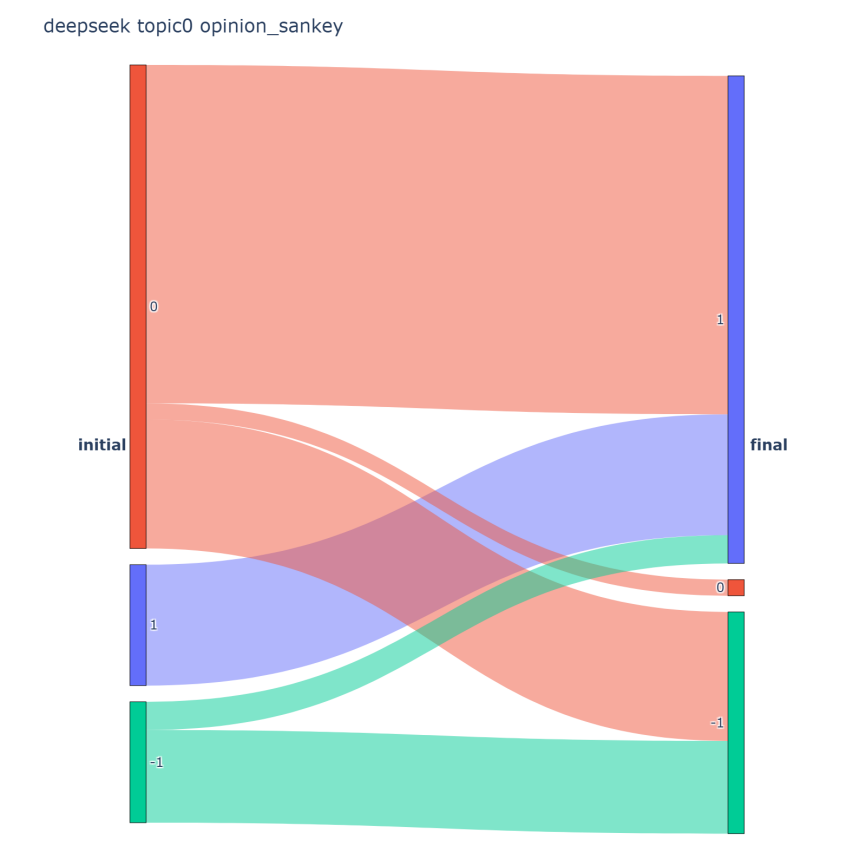 deepseek topic0 opinion_sankey
0
1
initial
final
0
1
-1
-1